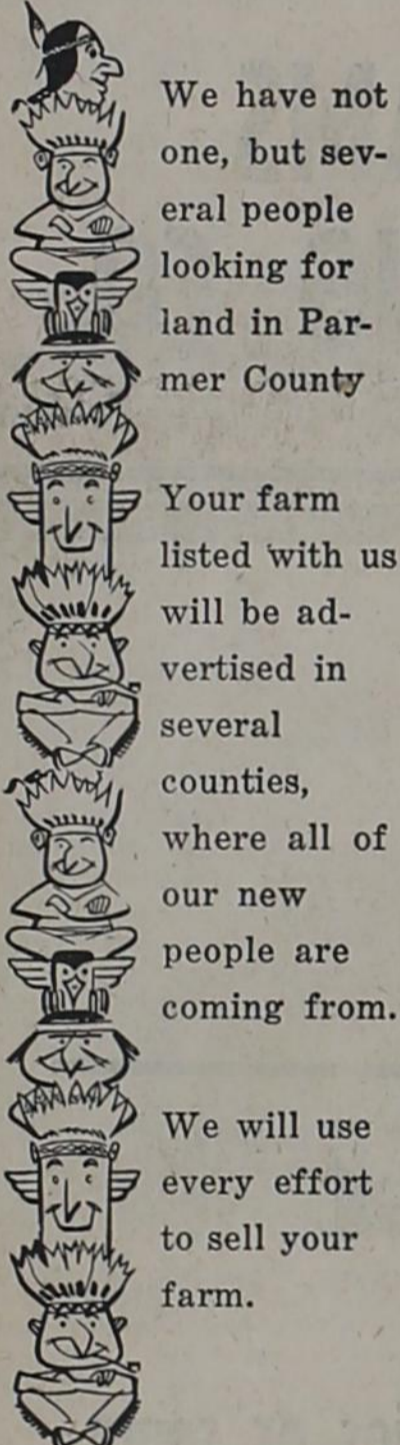 We have not
one, but sev-
eral people
looking for
land in Par-
mer County
Your farm
listed with us
will be ad-
vertised in
several
counties,
where all of
our new
people are
coming from.
We will use
every effort
to sell your
farm.